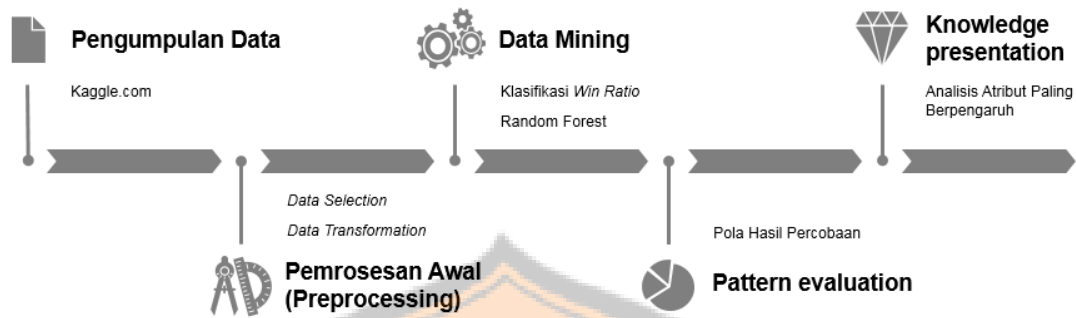 Pengumpulan Data
Kaggle.com
Data Selection
Data Transformation
Pemrosesan Awal
(Preprocessing)
Data Mining
Klasifikasi Win Ratio
Random Forest
Pola Hasil Percobaan
Pattern evaluation
Knowledge
presentation
Analisis Atribut Paling
Berpengaruh